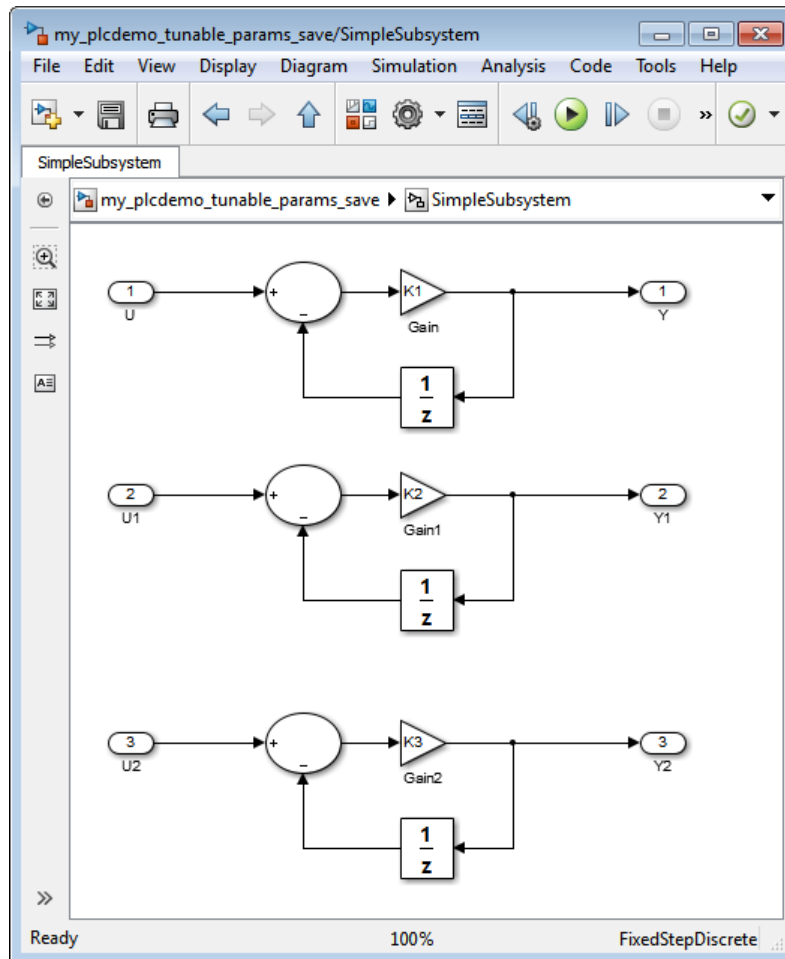 my_plcdemo_tunable_params_save/SimpleSubsystem
File Edit View Display Diagram Simulation Analysis Code Tools Help
»
SimpleSubsystem
my_plcdemo_tunable_params_save SimpleSubsystem
1 + K1 1
U − Gain Y
1
z
2 + K2 2
U1 − Gain1 Y1
1
z
3 + K3 3
U2 − Gain2 Y2
1
z
»
Ready 100% FixedStepDiscrete